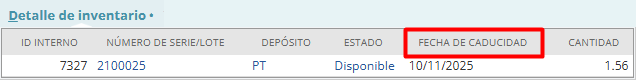 Detalle de inventario •
ID INTERNO NÚMERO DE SERIE/LOTE DEPÓSITO ESTADO FECHA DE CADUCIDAD CANTIDAD
7327 2100025 PT Disponible 10/11/2025 1.56